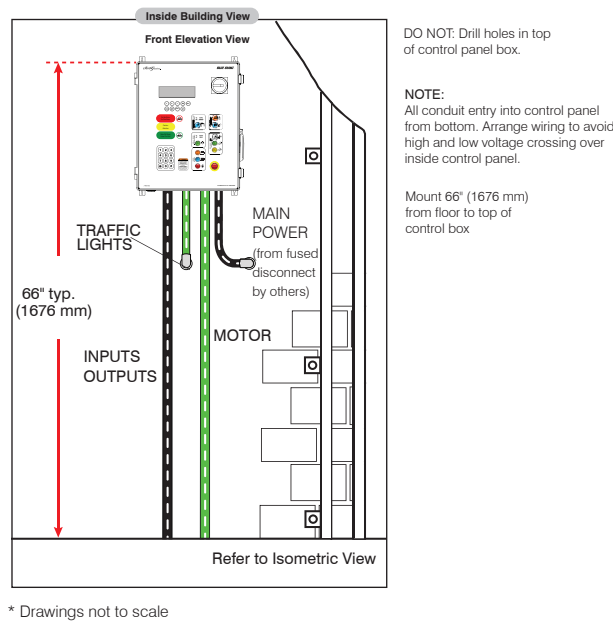 Inside Building View
Front Elevation View
DO NOT: Drill holes in top
of control panel box.
NOTE:
All conduit entry into control panel
from bottom. Arrange wiring to avoid
high and low voltage crossing over
inside control panel.
Mount 66" (1676 mm)
from floor to top of
control box
TRAFFIC
LIGHTS
MAIN
POWER
(from fused
disconnect
by others)
66" typ.
(1676 mm)
MOTOR
INPUTS
OUTPUTS
Refer to Isometric View
* Drawings not to scale